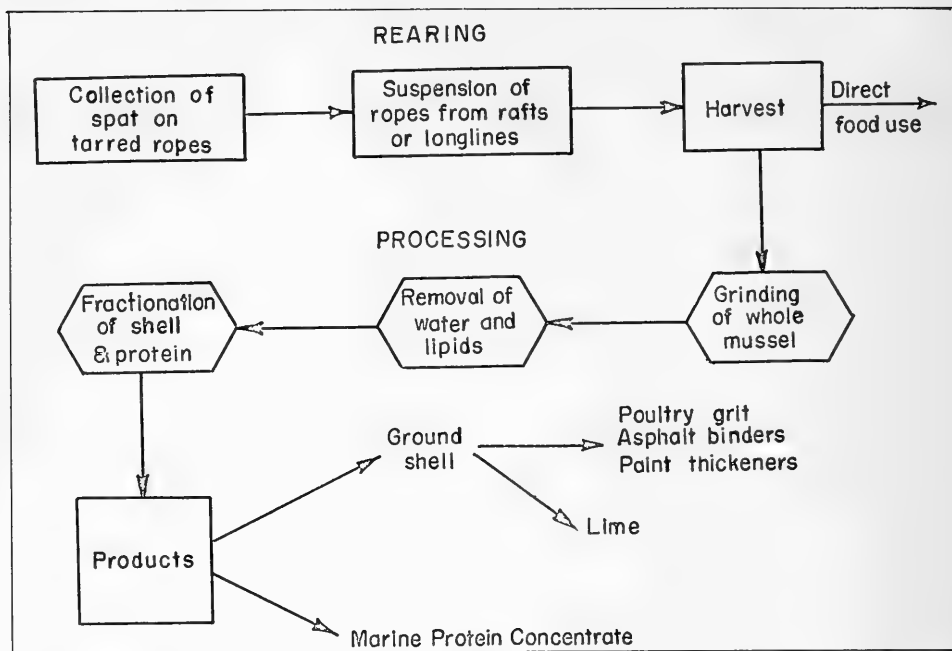 REARING
Collection of
spat on
tarred ropes
Suspension of
ropes from rafts
or longlines
Harvest
Direct
food use
PROCESSING
Fractionation
of shell
& protein
Removal of
water and
lipids
Grinding
of whole
mussel
Products
Ground
shell
Poultry grit
Asphalt binders
Paint thickeners
Lime
Marine Protein Concentrate